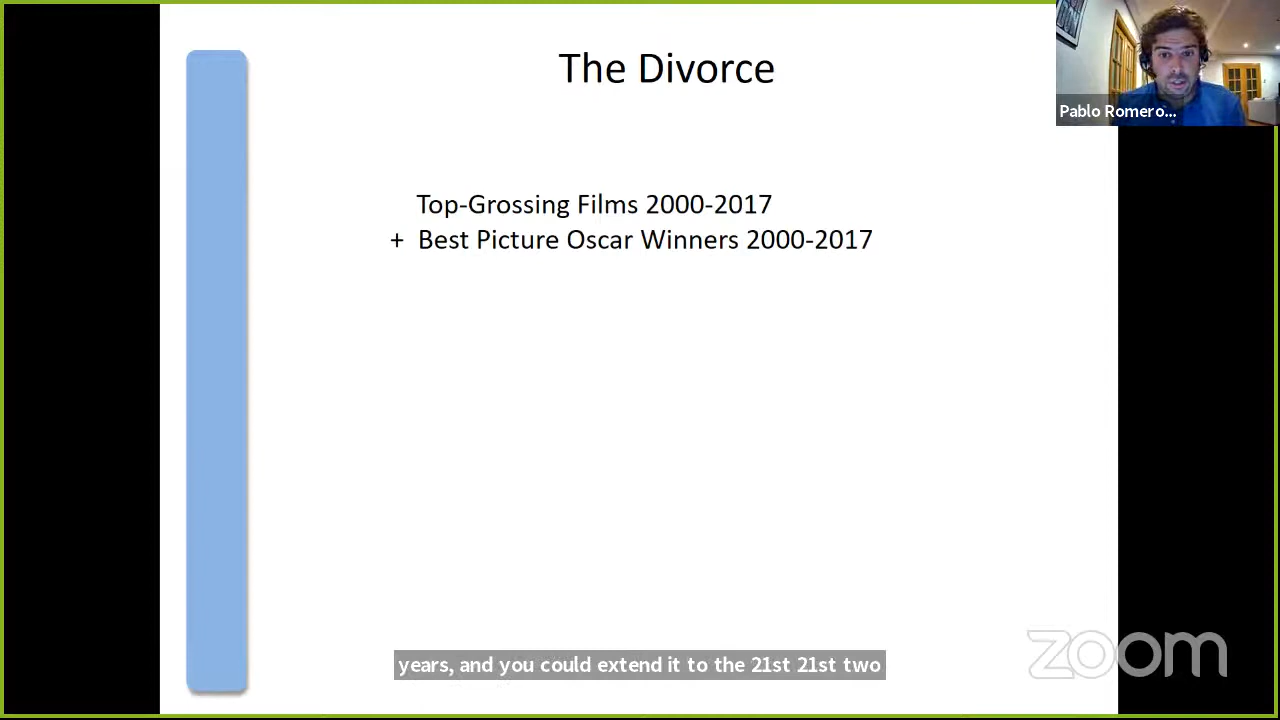 The Divorce
Pablo Romero...
Top-Grossing Films 2000-2017
+ Best Picture Oscar Winners 2000-2017
years, and you could extend it to the 21st 21st two
zoom